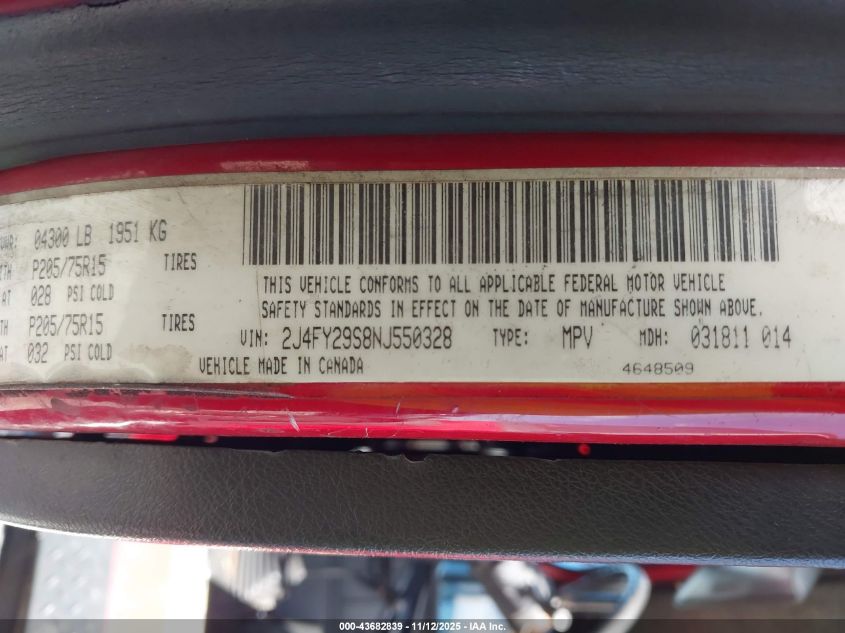 04300 LB 1951 KG
P205/75R15 TIRES
AT 028 PSI COLD
P205/75R15 TIRES
AT 032 PSI COLD
THIS VEHICLE CONFORMS TO ALL APPLICABLE FEDERAL MOTOR VEHICLE
SAFETY STANDARDS IN EFFECT ON THE DATE OF MANUFACTURE SHOWN ABOVE.
VIN: 2J4FY29S8NJ550328 TYPE: MPV MDH: 031811 014
VEHICLE MADE IN CANADA 4648509
000-43682839 - 11/12/2025 - IAA Inc.